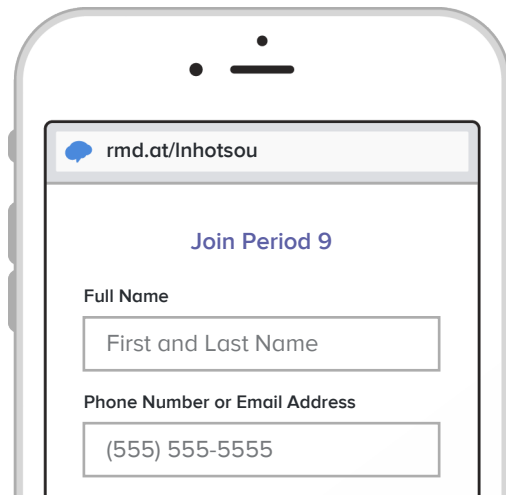 rmd.at/lnhotsou
Join Period 9
Full Name
First and Last Name
Phone Number or Email Address
(555) 555-5555